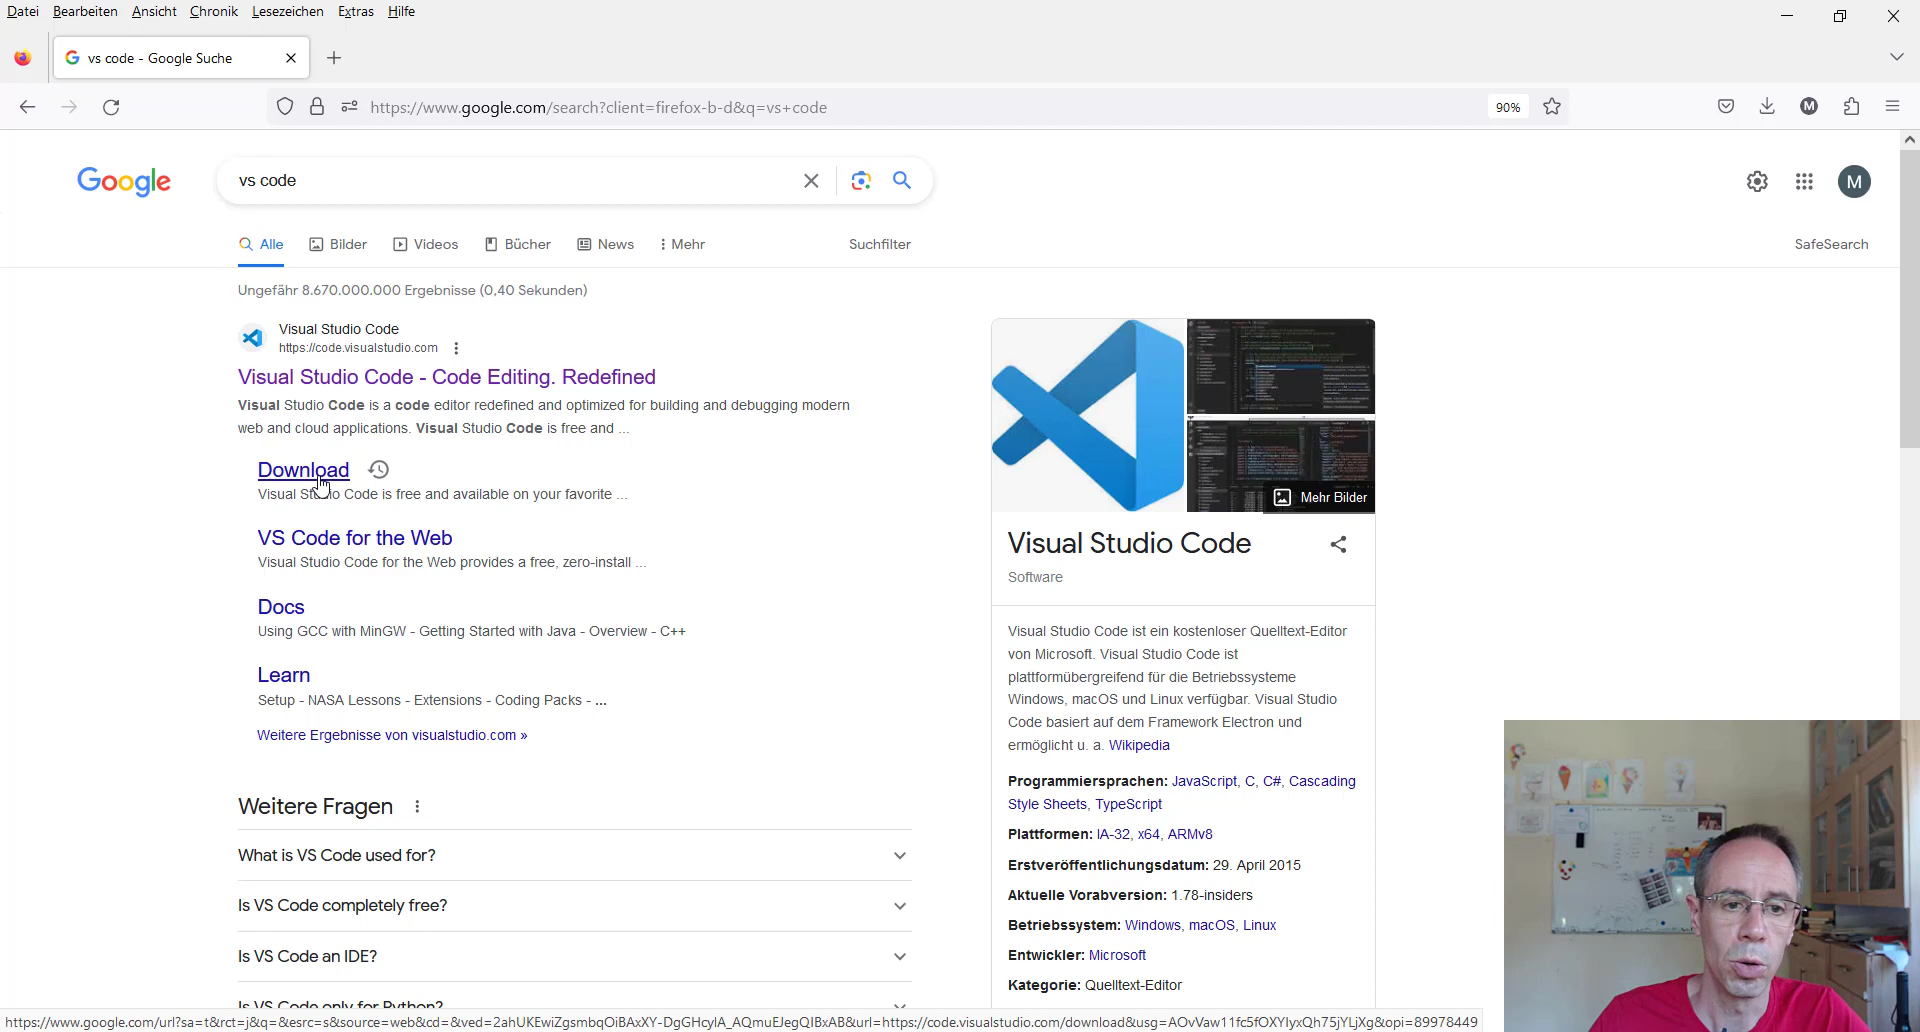 Datei Bearbeiten Ansicht Chronik Lesezeichen Extras Hilfe
vs code - Google Suche
https://www.google.com/search?client=firefox-b-d&q=vs+code
90%
M
Google
vs code
M
Alle Bilder Videos Bücher News Mehr Suchfilter SafeSearch
Ungefähr 8.670.000.000 Ergebnisse (0,40 Sekunden)
Visual Studio Code
https://code.visualstudio.com
Visual Studio Code - Code Editing. Redefined
Visual Studio Code is a code editor redefined and optimized for building and debugging modern
web and cloud applications. Visual Studio Code is free and ...
Download
Visual Studio Code is free and available on your favorite ...
VS Code for the Web
Visual Studio Code for the Web provides a free, zero-install ...
Docs
Using GCC with MinGW - Getting Started with Java - Overview - C++
Learn
Setup - NASA Lessons - Extensions - Coding Packs - ...
Weitere Ergebnisse von visualstudio.com »
Weitere Fragen
What is VS Code used for?
Is VS Code completely free?
Is VS Code an IDE?
Is VS Code only for Python?
Mehr Bilder
Visual Studio Code
Software
Visual Studio Code ist ein kostenloser Quelltext-Editor
von Microsoft. Visual Studio Code ist
plattformübergreifend für die Betriebssysteme
Windows, macOS und Linux verfügbar. Visual Studio
Code basiert auf dem Framework Electron und
ermöglicht u. a. Wikipedia
Programmiersprachen: JavaScript, C, C#, Cascading
Style Sheets, TypeScript
Plattformen: IA-32, x64, ARMv8
Erstveröffentlichungsdatum: 29. April 2015
Aktuelle Vorabversion: 1.78-insiders
Betriebssystem: Windows, macOS, Linux
Entwickler: Microsoft
Kategorie: Quelltext-Editor
https://www.google.com/url?sa=t&rct=j&q=&esrc=s&source=web&cd=&ved=2ahUKEwiZgsmbqOiBAxXY-DgGHcylA_AQmuEJegQIBxAB&url=https://code.visualstudio.com/download&usg=AOvVaw11fc5fOXYIyxQh75jYLjXg&opi=89978449